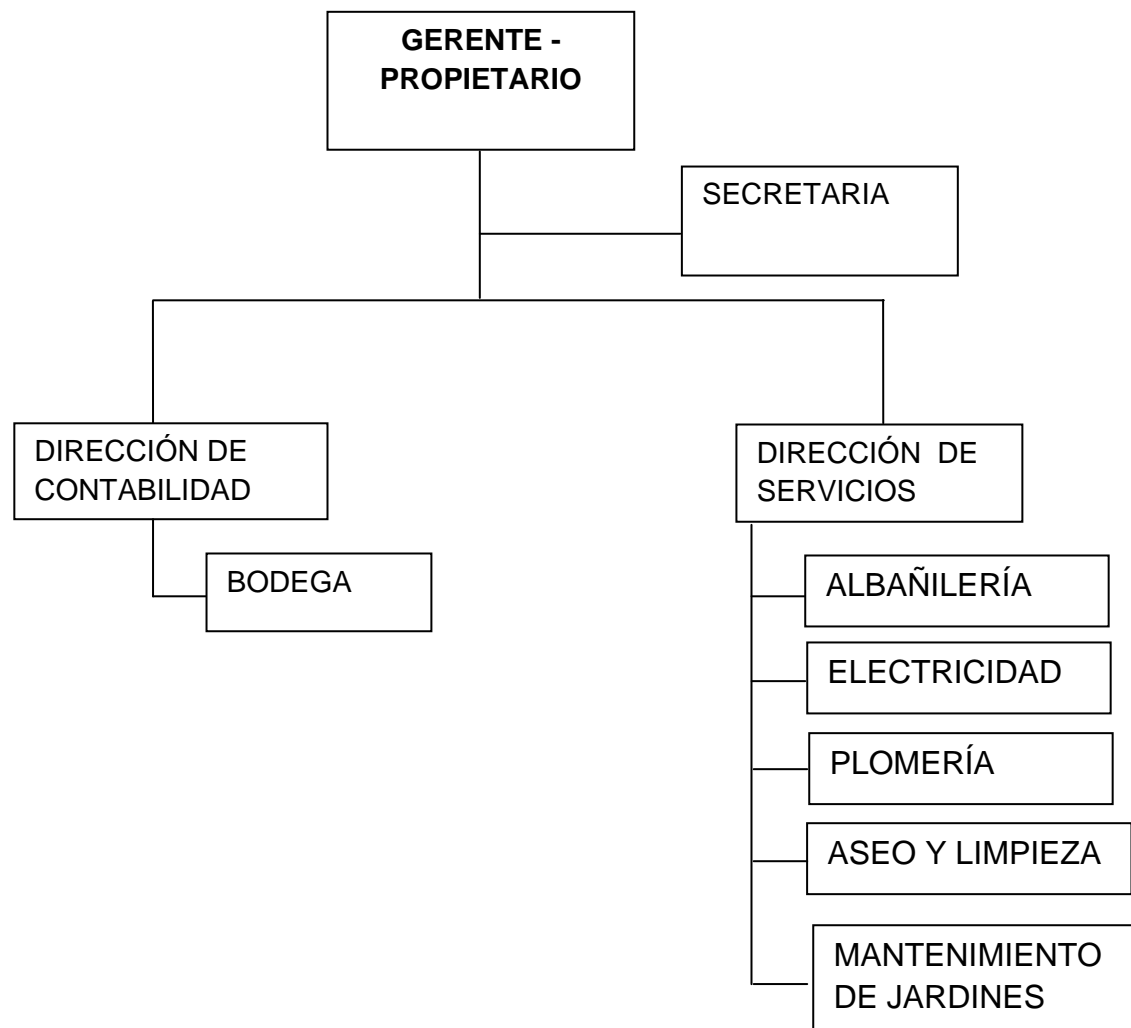 GERENTE -
PROPIETARIO
SECRETARIA
DIRECCIÓN DE
CONTABILIDAD
BODEGA
DIRECCIÓN DE
SERVICIOS
ALBAÑILERÍA
ELECTRICIDAD
PLOMERÍA
ASEO Y LIMPIEZA
MANTENIMIENTO
DE JARDINES